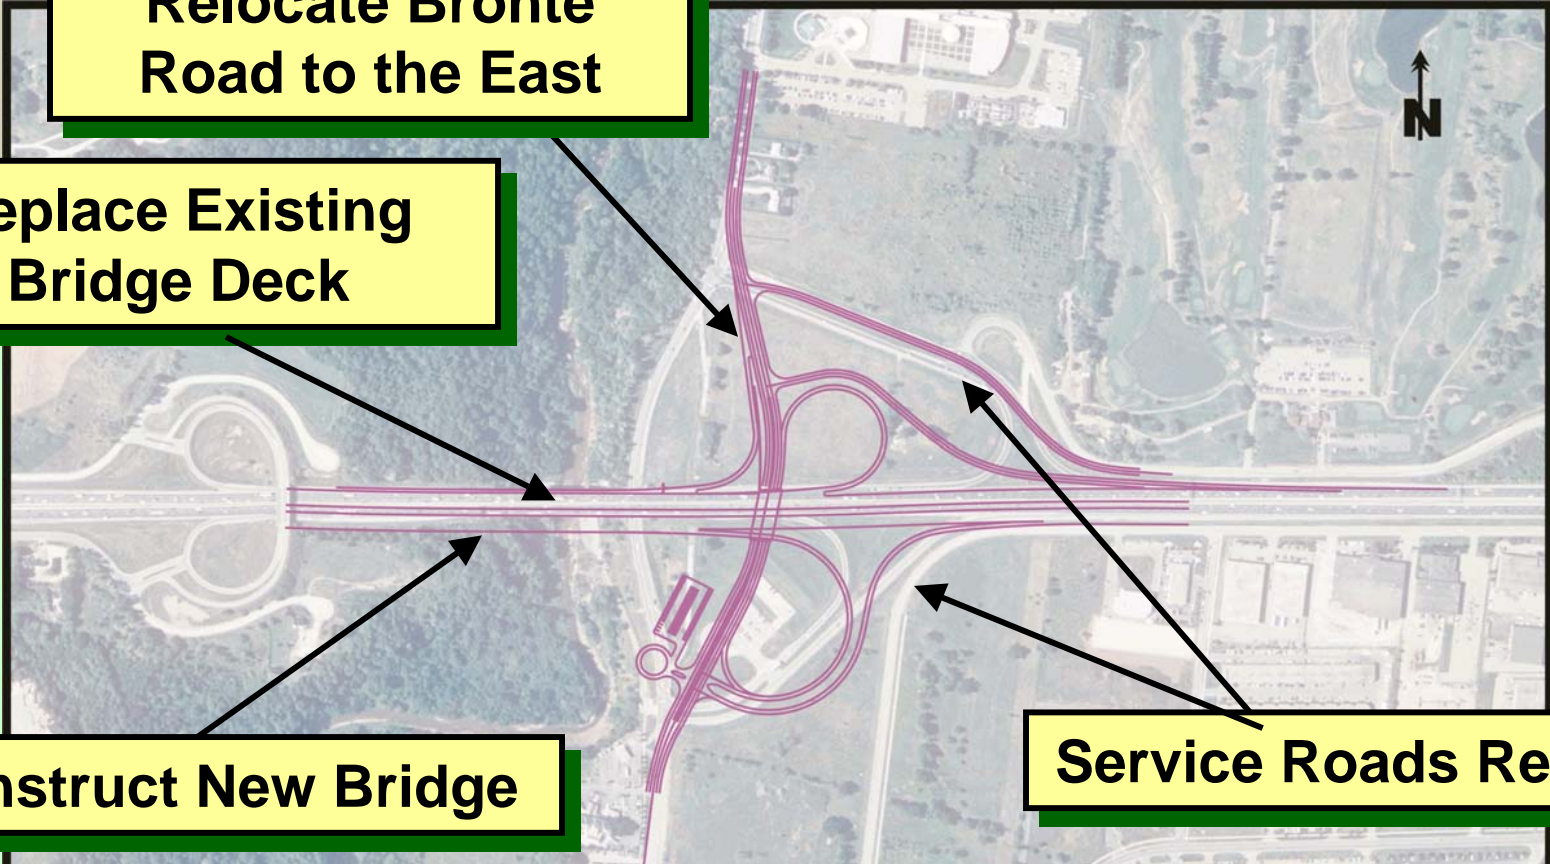 Relocate Bronte
Road to the East
N
eplace Existing
Bridge Deck
nstruct New Bridge
Service Roads Re